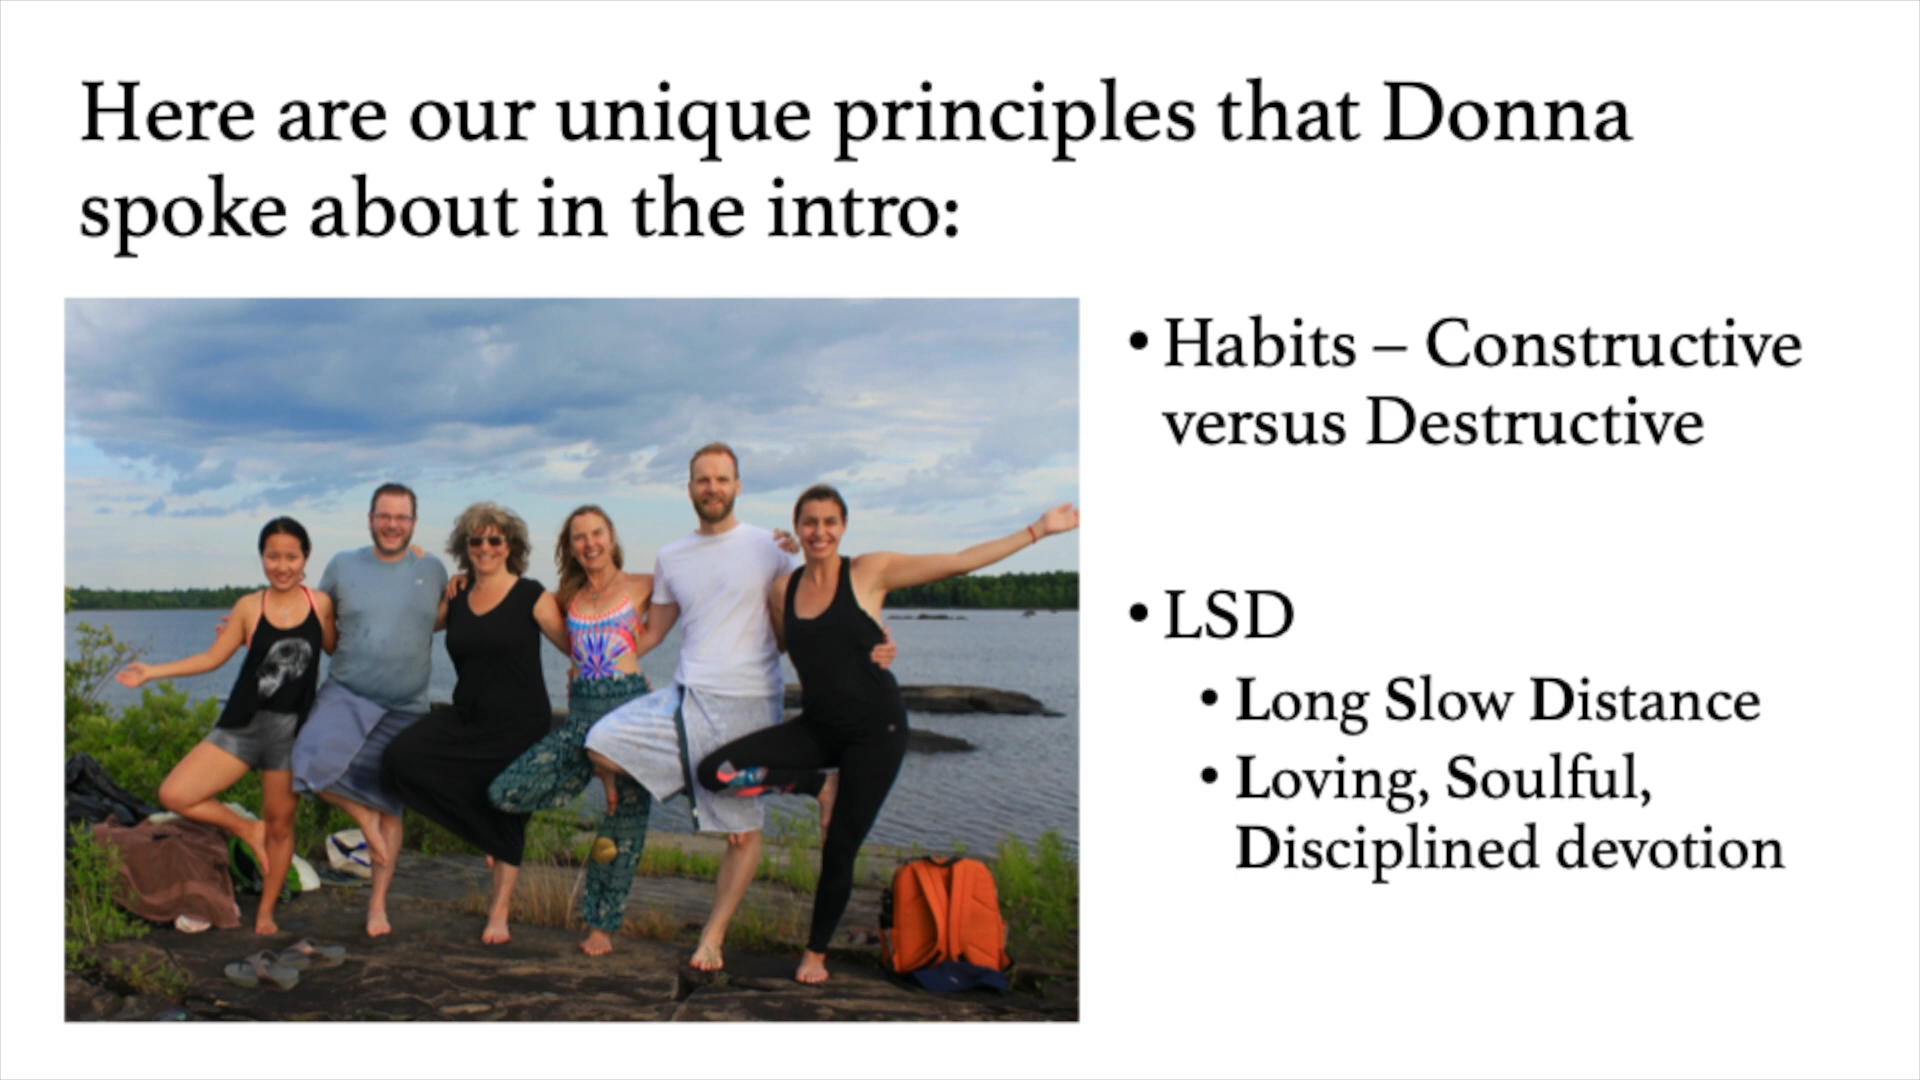 Here are our unique principles that Donna
spoke about in the intro:
• Habits – Constructive
versus Destructive
• LSD
• Long Slow Distance
• Loving, Soulful,
Disciplined devotion